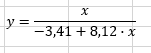 y = x / (−3,41 + 8,12 · x)